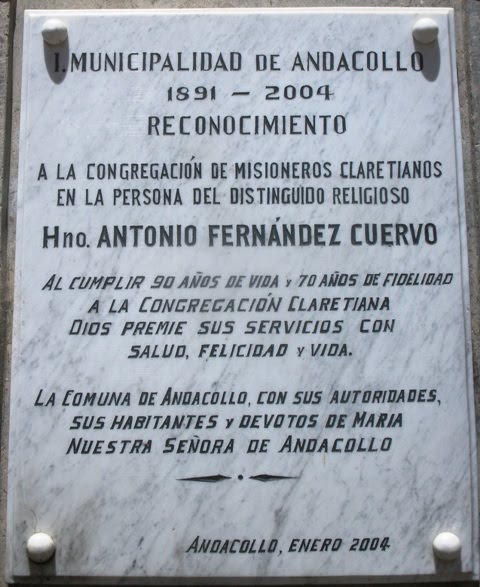 I. MUNICIPALIDAD DE ANDACOLLO
1891 – 2004
RECONOCIMIENTO
A LA CONGREGACIÓN DE MISIONEROS CLARETIANOS
EN LA PERSONA DEL DISTINGUIDO RELIGIOSO
Hno. ANTONIO FERNÁNDEZ CUERVO
AL CUMPLIR 90 AÑOS DE VIDA Y 70 AÑOS DE FIDELIDAD
A LA CONGREGACIÓN CLARETIANA
DIOS PREMIE SUS SERVICIOS CON
SALUD, FELICIDAD Y VIDA.
LA COMUNA DE ANDACOLLO, CON SUS AUTORIDADES,
SUS HABITANTES Y DEVOTOS DE MARIA
NUESTRA SEÑORA DE ANDACOLLO
ANDACOLLO, ENERO 2004